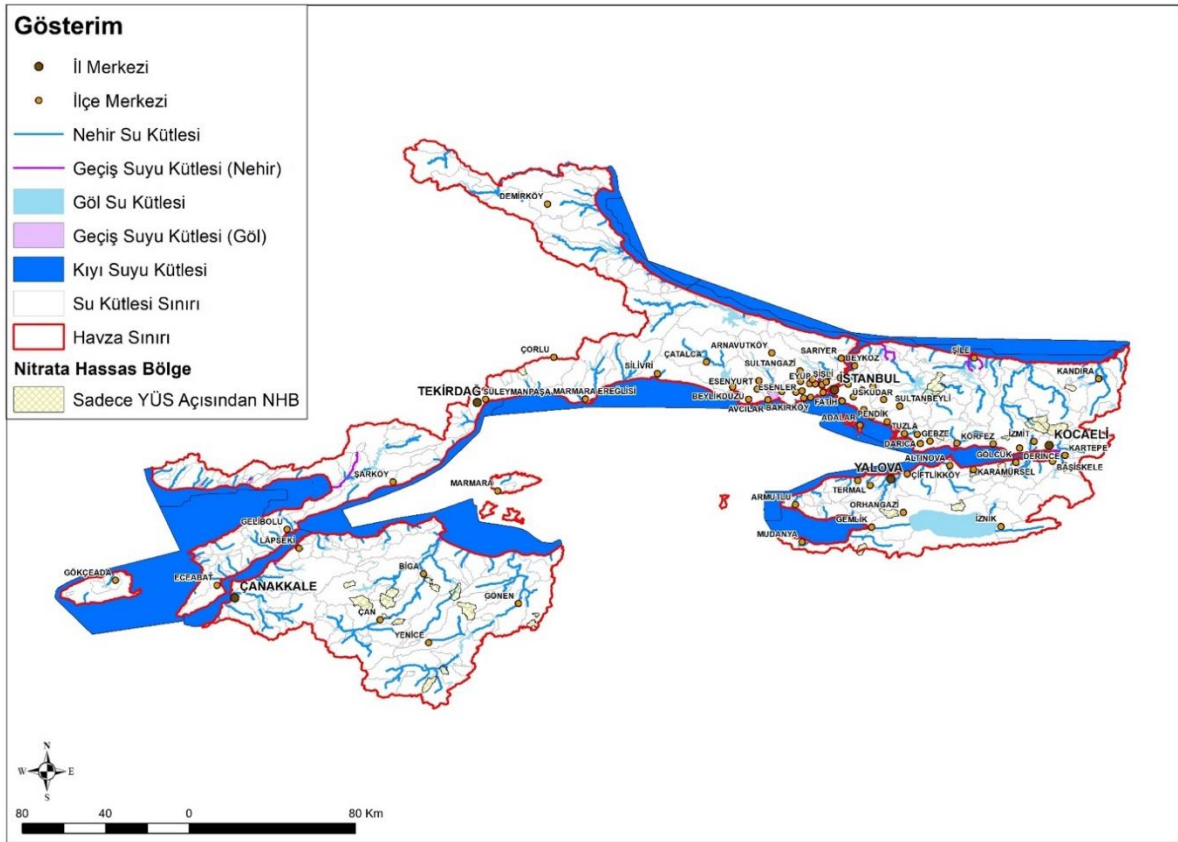 Gösterim
İl Merkezi
İlçe Merkezi
Nehir Su Kütlesi
Geçiş Suyu Kütlesi (Nehir)
Göl Su Kütlesi
Geçiş Suyu Kütlesi (Göl)
Kıyı Suyu Kütlesi
Su Kütlesi Sınırı
Havza Sınırı
Nitrata Hassas Bölge
Sadece YÜS Açısından NHB
DEMİRKÖY
ÇORLU
SİLİVRİ
ÇATALCA
ARNAVUTKÖY
SULTANGAZİ
SARIYER
BEYKOZ
ŞİLE
KANDIRA
TEKİRDAĞ
SÜLEYMANPAŞA
MARMARA EREĞLİSİ
ESENYURT
BEYLİKDÜZÜ
AVCILAR
BAKIRKÖY
ESENLER
EYÜP
ŞİŞLİ
İSTANBUL
FATİH
ÜSKÜDAR
SULTANBEYLİ
ADALAR
PENDİK
TUZLA
DARICA
GEBZE
KÖRFEZ
İZMİT
KOCAELİ
KARTEPE
GÖLCÜK
DERİNCE
BAŞİSKELE
ALTINOVA
KARAMÜRSEL
YALOVA
ÇİFTLİKKÖY
TERMAL
ARMUTLU
ORHANGAZİ
GEMLİK
İZNİK
MUDANYA
ŞARKÖY
MARMARA
GELİBOLU
LAPSEKİ
GÖKÇEADA
ECEABAT
ÇANAKKALE
BİGA
ÇAN
GÖNEN
YENİCE
N
W
E
S
80 40 0 80 Km